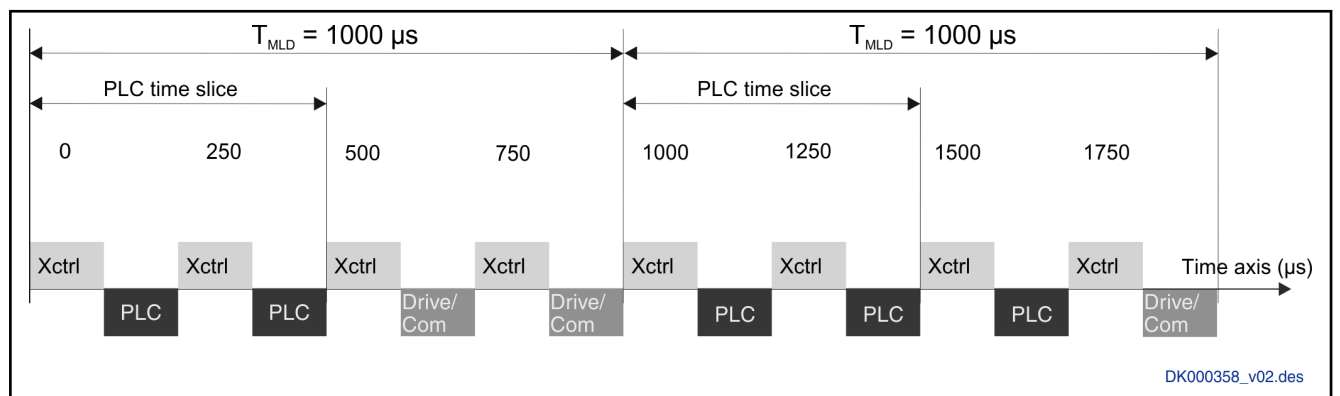 T_MLD = 1000 µs T_MLD = 1000 µs
PLC time slice PLC time slice
0 250 500 750 1000 1250 1500 1750
Xctrl Xctrl Xctrl Xctrl Xctrl Xctrl Xctrl Xctrl Time axis (µs)
PLC PLC Drive/ Com Drive/ Com PLC PLC PLC Drive/ Com
DK000358_v02.des